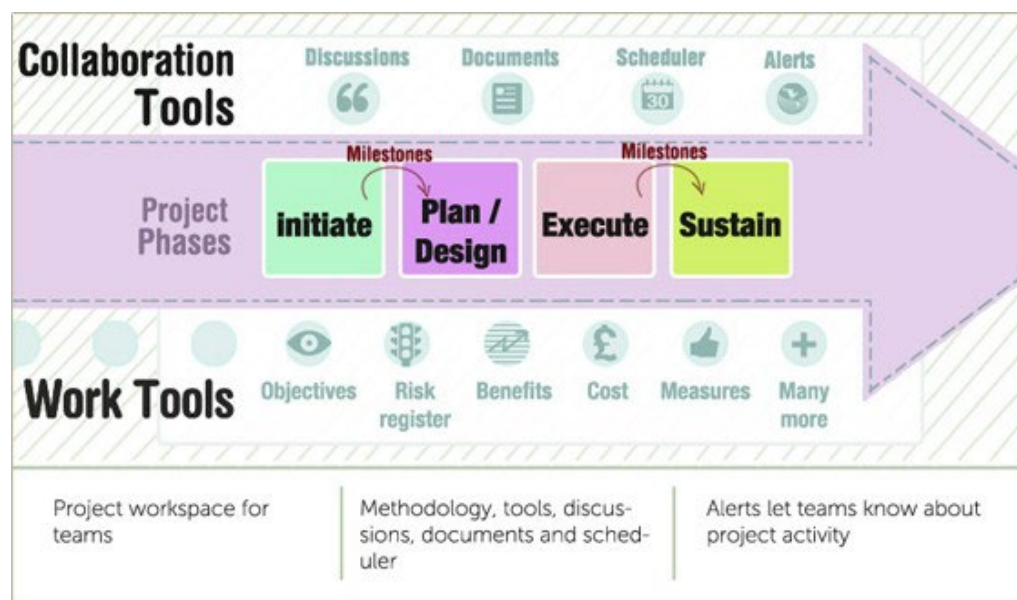 Collaboration
Tools
Discussions
Documents
Scheduler
Alerts
30
Milestones
Milestones
Project
Phases
initiate
Plan /
Design
Execute
Sustain
Work Tools
Objectives
Risk
register
Benefits
£
Cost
Measures
Many
more
Project workspace for
teams
Methodology, tools, discus-
sions, documents and sched-
uler
Alerts let teams know about
project activity